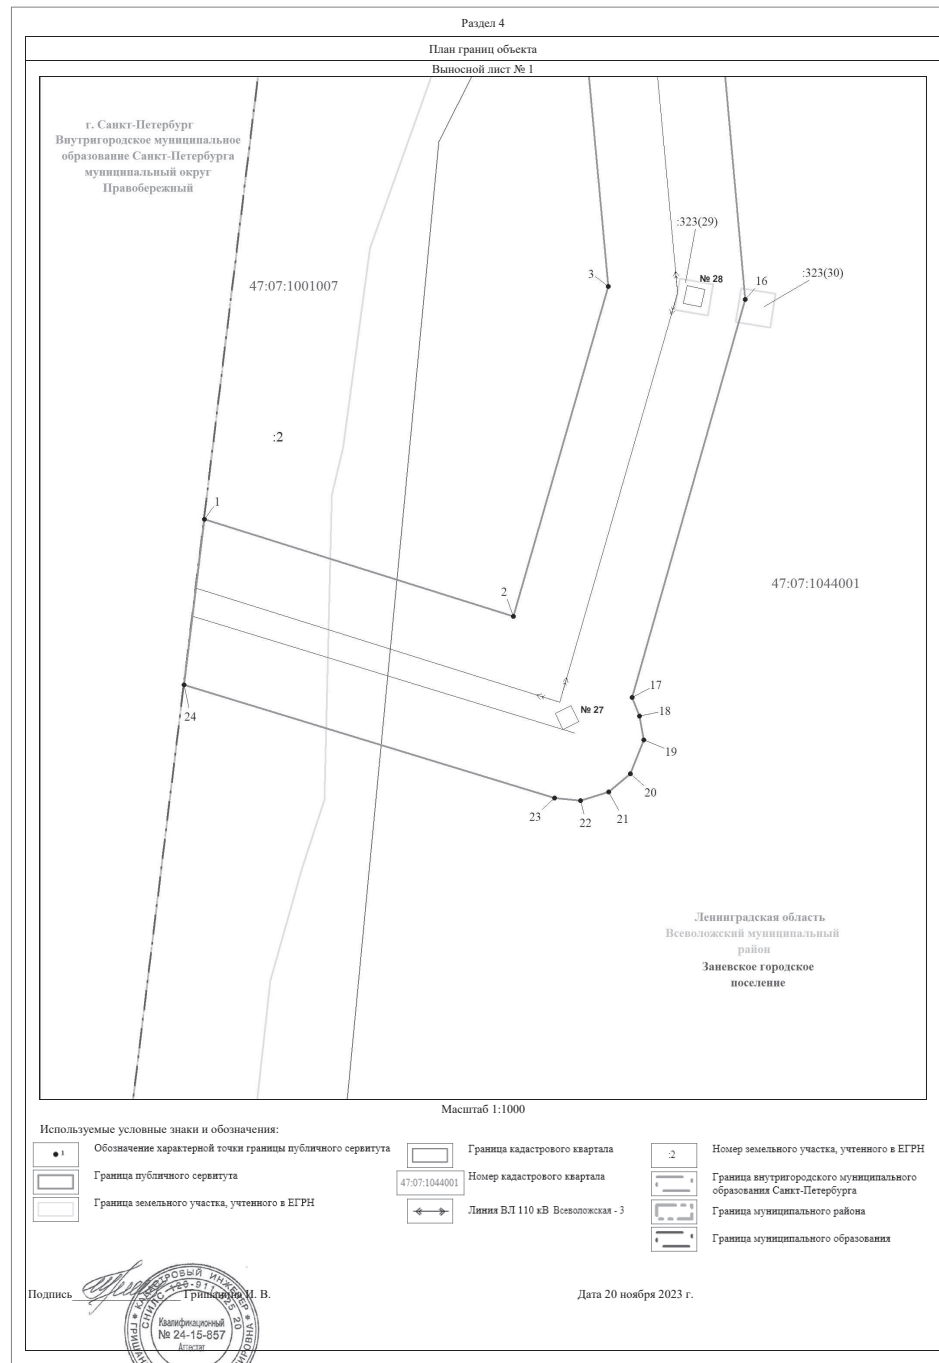 Раздел 4
План границ объекта
Выносной лист № 1
г. Санкт-Петербург
Внутригородское муниципальное
образование Санкт-Петербурга
муниципальный округ
Правобережный
:323(29)
47:07:1001007
3
№ 28
16
:323(30)
:2
1
2
47:07:1044001
17
№ 27
18
24
19
20
23
22
21
Ленинградская область
Всеволожский муниципальный
район
Заневское городское
поселение
Масштаб 1:1000
Используемые условные знаки и обозначения:
1
Обозначение характерной точки границы публичного сервитута
Граница публичного сервитута
Граница земельного участка, учтенного в ЕГРН
Граница кадастрового квартала
47:07:1044001
Номер кадастрового квартала
Линия ВЛ 110 кВ Всеволожская - 3
:2
Номер земельного участка, учтенного в ЕГРН
Граница внутригородского муниципального
образования Санкт-Петербурга
Граница муниципального района
Граница муниципального образования
Подпись
Гришанина И. В.
Дата 20 ноября 2023 г.
КАДАСТРОВЫЙ ИНЖЕНЕР
Квалификационный
№ 24-15-857
Аттестат